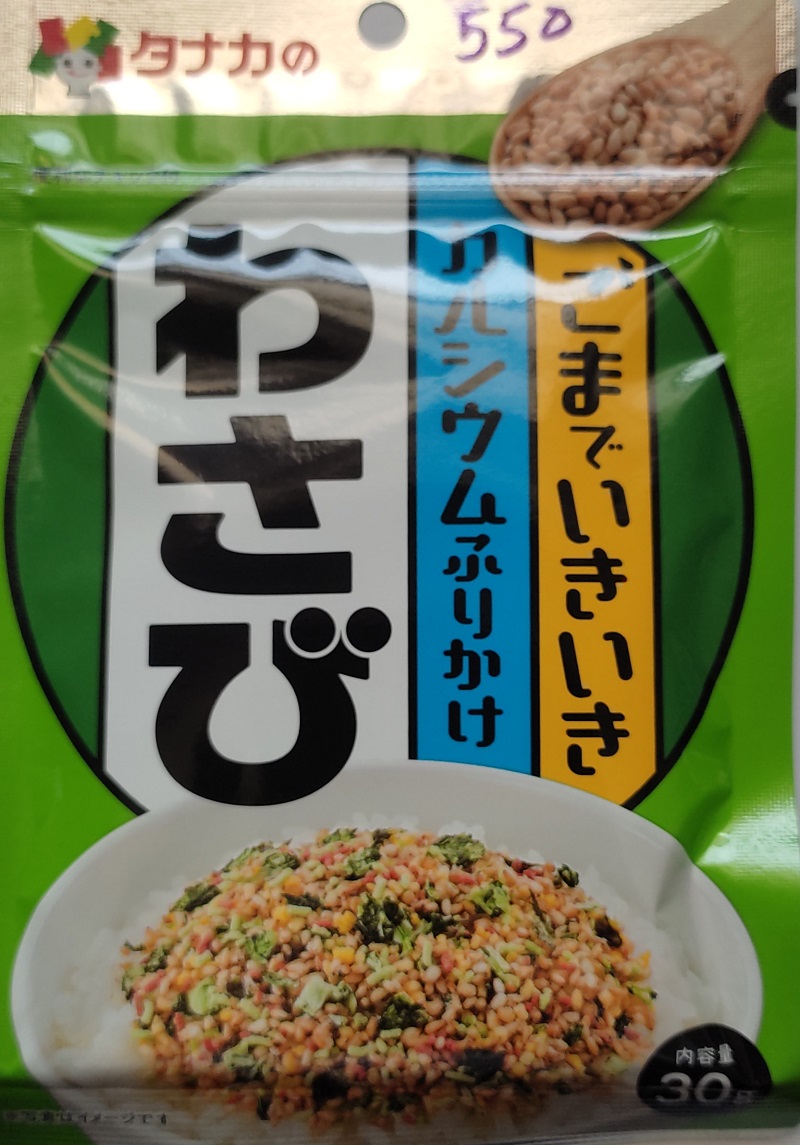 タナカの
550
ごまでいきいき
カルシウムふりかけ
わさび
内容量
30g